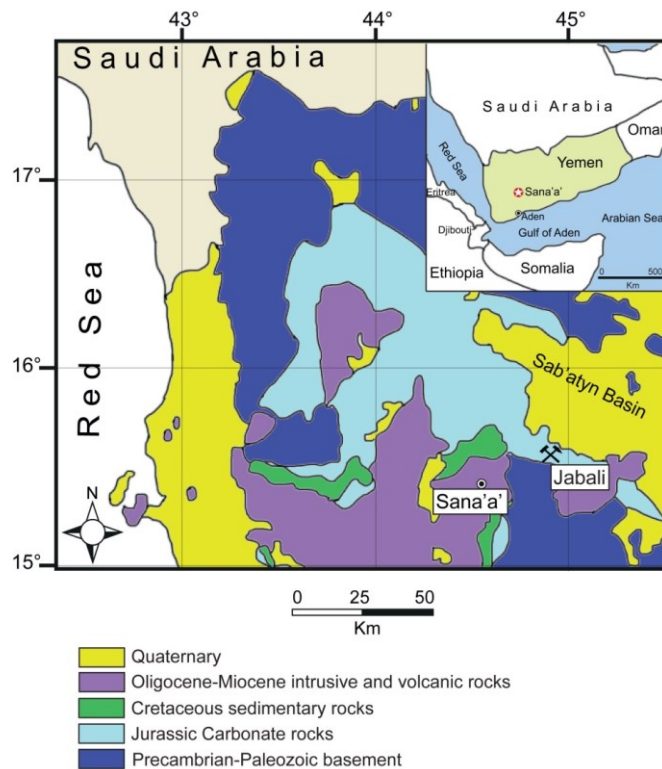 43° 44° 45°
Saudi Arabia
17°
16°
15°
Red Sea
N
Sab'atyn Basin
Jabali
Sana'a'
Saudi Arabia
Oman
Red Sea
Yemen
Sana'a'
Eritrea
Aden
Djibouti
Gulf of Aden
Arabian Sea
Ethiopia
Somalia
0 500
Km
0 25 50
Km
Quaternary
Oligocene-Miocene intrusive and volcanic rocks
Cretaceous sedimentary rocks
Jurassic Carbonate rocks
Precambrian-Paleozoic basement